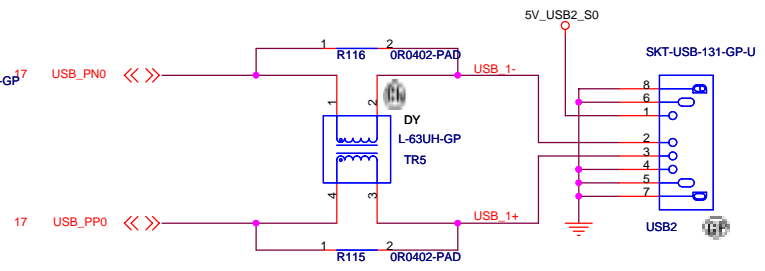 5V_USB2_S0
SKT-USB-131-GP-U
1 2
R116 0R0402-PAD
-GP
17 USB_PN0
USB_1-
1 2
DY
L-63UH-GP
TR5
4 3
8
6
1
2
3
4
5
7
17 USB_PP0
USB_1+
USB2
GP
1 2
R115 0R0402-PAD